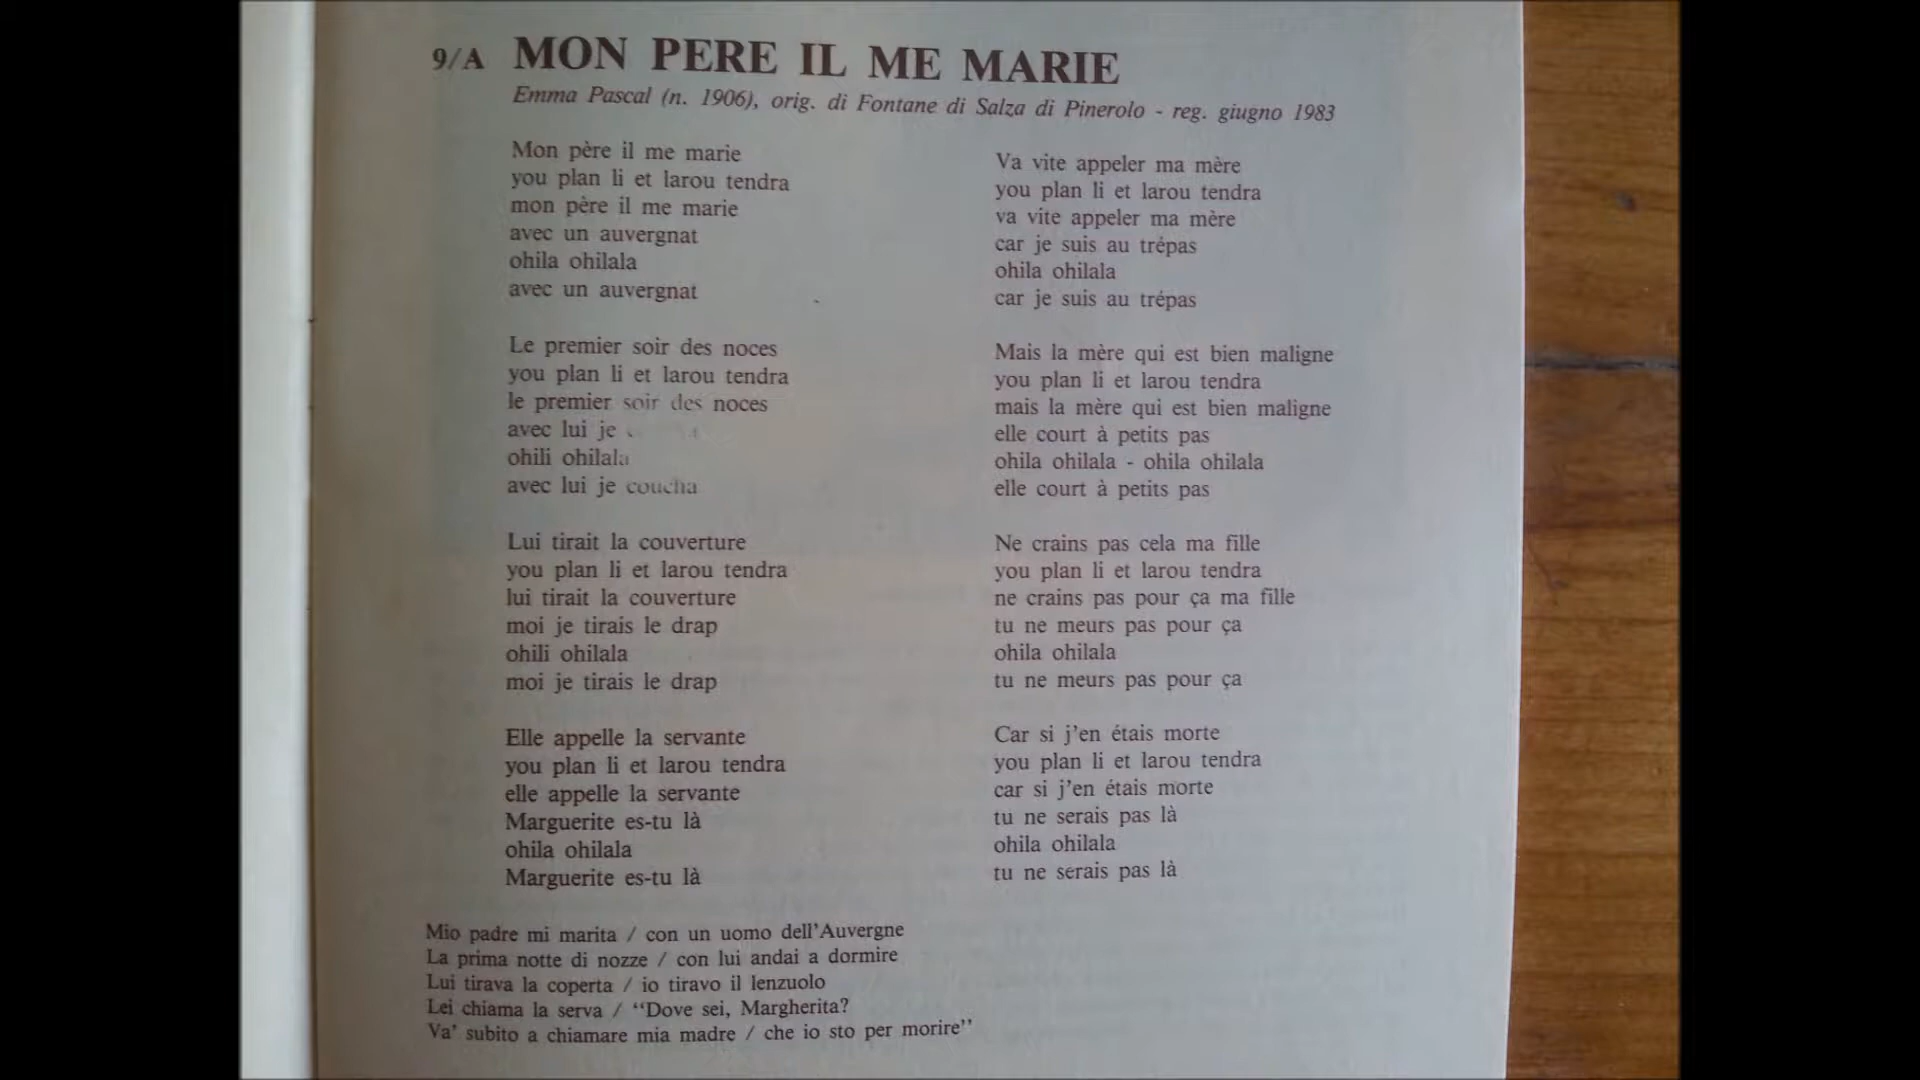 9/A MON PERE IL ME MARIE
Emma Pascal (n. 1906), orig. di Fontane di Salza di Pinerolo - reg. giugno 1983
Mon père il me marie
you plan li et larou tendra
mon père il me marie
avec un auvergnat
ohila ohilala
avec un auvergnat
Le premier soir des noces
you plan li et larou tendra
le premier soir des noces
avec lui je
ohili ohilala
avec lui je coucha
Lui tirait la couverture
you plan li et larou tendra
lui tirait la couverture
moi je tirais le drap
ohili ohilala
moi je tirais le drap
Elle appelle la servante
you plan li et larou tendra
elle appelle la servante
Marguerite es-tu là
ohila ohilala
Marguerite es-tu là
Va vite appeler ma mère
you plan li et larou tendra
va vite appeler ma mère
car je suis au trépas
ohila ohilala
car je suis au trépas
Mais la mère qui est bien maligne
you plan li et larou tendra
mais la mère qui est bien maligne
elle court à petits pas
ohila ohilala - ohila ohilala
elle court à petits pas
Ne crains pas cela ma fille
you plan li et larou tendra
ne crains pas pour ça ma fille
tu ne meurs pas pour ça
ohila ohilala
tu ne meurs pas pour ça
Car si j'en étais morte
you plan li et larou tendra
car si j'en étais morte
tu ne serais pas là
ohila ohilala
tu ne serais pas là
Mio padre mi marita / con un uomo dell'Auvergne
La prima notte di nozze / con lui andai a dormire
Lui tirava la coperta / io tiravo il lenzuolo
Lei chiama la serva / “Dove sei, Margherita?
Va' subito a chiamare mia madre / che io sto per morire”